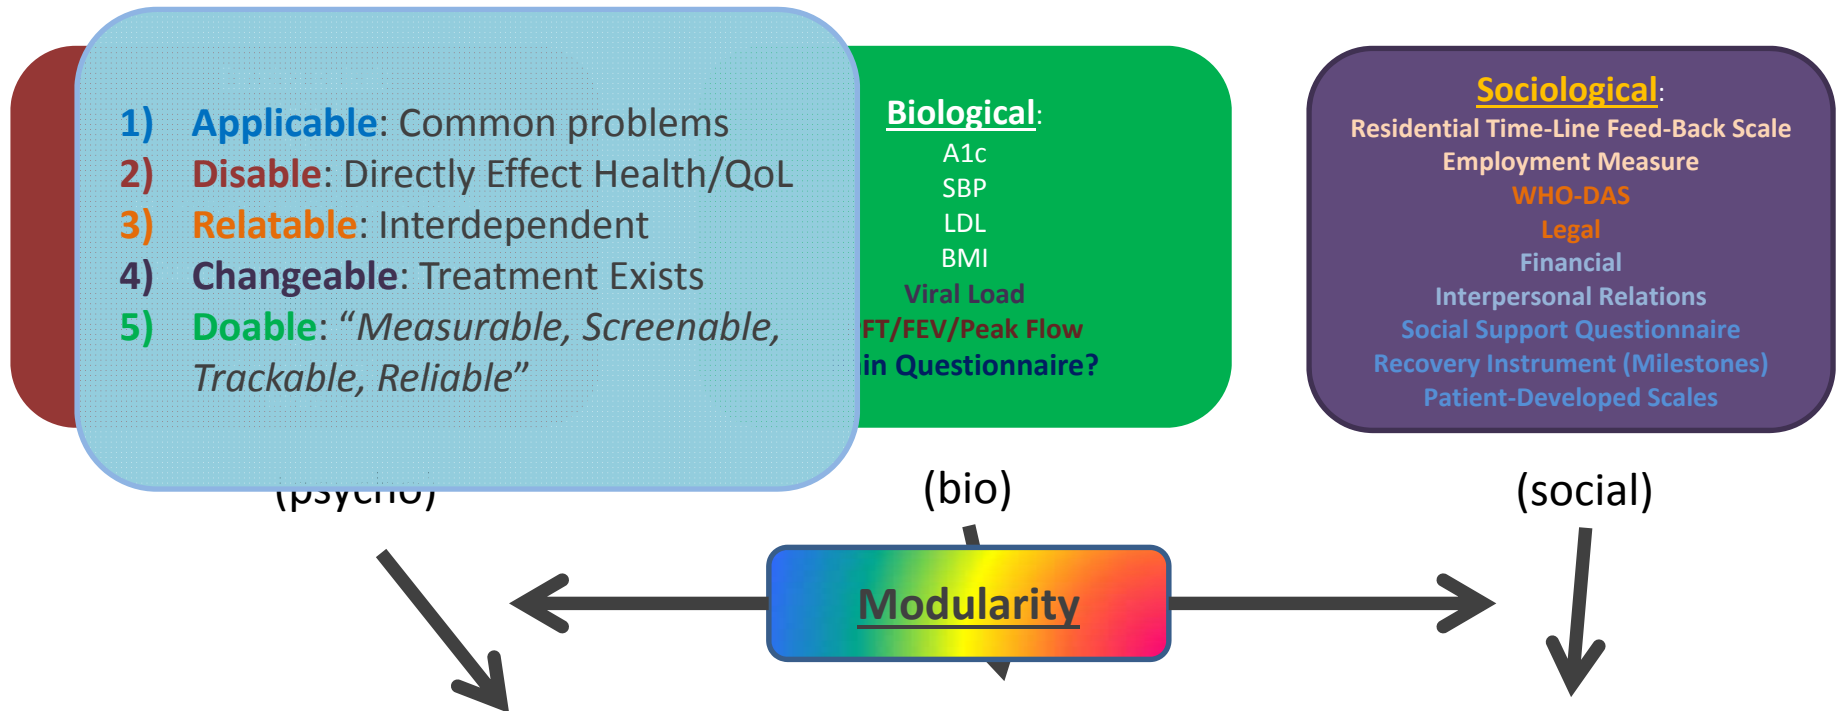 1) Applicable: Common problems
2) Disable: Directly Effect Health/QoL
3) Relatable: Interdependent
4) Changeable: Treatment Exists
5) Doable: “Measurable, Screenable,
Trackable, Reliable”
Biological:
A1c
SBP
LDL
BMI
Viral Load
FT/FEV/Peak Flow
in Questionnaire?
Sociological:
Residential Time-Line Feed-Back Scale
Employment Measure
WHO-DAS
Legal
Financial
Interpersonal Relations
Social Support Questionnaire
Recovery Instrument (Milestones)
Patient-Developed Scales
(psycho)
(bio)
(social)
Modularity